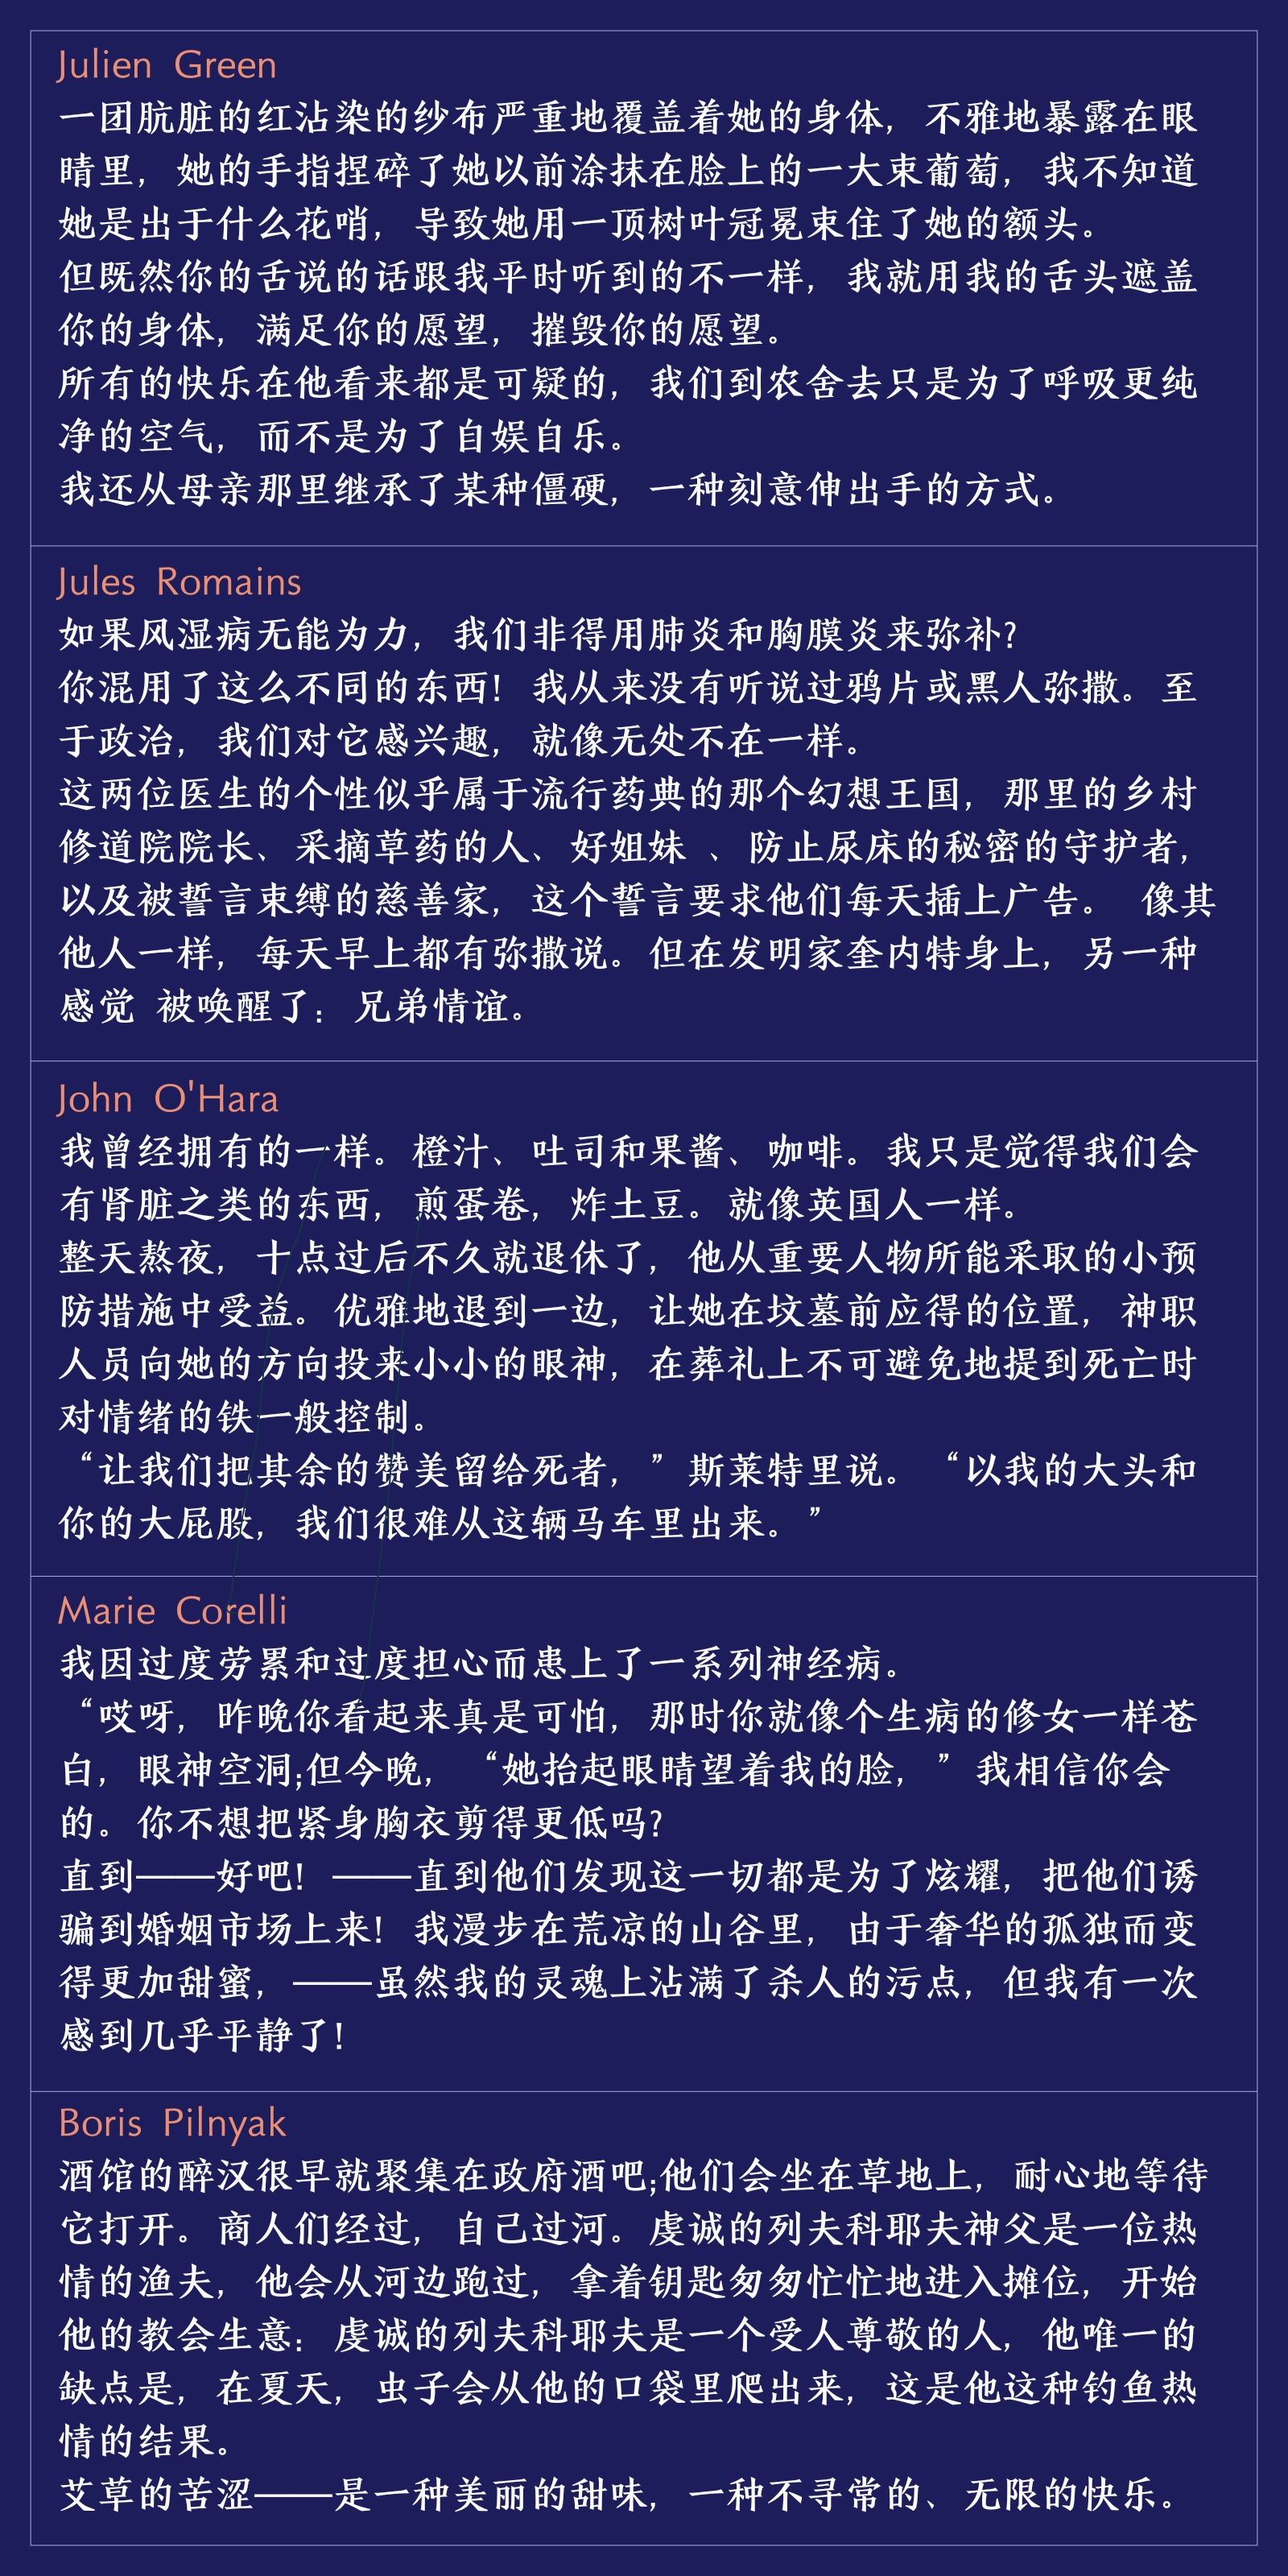 Julien Green
一团肮脏的红沾染的纱布严重地覆盖着她的身体，不雅地暴露在眼
睛里，她的手指捏碎了她以前涂抹在脸上的一大束葡萄，我不知道
她是出于什么花哨，导致她用一顶树叶冠冕束住了她的额头。
但既然你的舌说的话跟我平时听到的不一样，我就用我的舌头遮盖
你的身体，满足你的愿望，摧毁你的愿望。
所有的快乐在他看来都是可疑的，我们到农舍去只是为了呼吸更纯
净的空气，而不是为了自娱自乐。
我还从母亲那里继承了某种僵硬，一种刻意伸出手的方式。
Jules Romains
如果风湿病无能为力，我们非得用肺炎和胸膜炎来弥补？
你混用了这么不同的东西！我从来没有听说过鸦片或黑人弥撒。至
于政治，我们对它感兴趣，就像无处不在一样。
这两位医生的个性似乎属于流行药典的那个幻想王国，那里的乡村
修道院院长、采摘草药的人、好姐妹 、防止尿床的秘密的守护者，
以及被誓言束缚的慈善家，这个誓言要求他们每天插上广告。 像其
他人一样，每天早上都有弥撒说。但在发明家奎内特身上，另一种
感觉 被唤醒了：兄弟情谊。
John O'Hara
我曾经拥有的一样。橙汁、吐司和果酱、咖啡。我只是觉得我们会
有肾脏之类的东西，煎蛋卷，炸土豆。就像英国人一样。
整天熬夜，十点过后不久就退休了，他从重要人物所能采取的小预
防措施中受益。优雅地退到一边，让她在坟墓前应得的位置，神职
人员向她的方向投来小小的眼神，在葬礼上不可避免地提到死亡时
对情绪的铁一般控制。
“让我们把其余的赞美留给死者，”斯莱特里说。“以我的大头和
你的大屁股，我们很难从这辆马车里出来。”
Marie Corelli
我因过度劳累和过度担心而患上了一系列神经病。
“哎呀，昨晚你看起来真是可怕，那时你就像个生病的修女一样苍
白，眼神空洞;但今晚，“她抬起眼睛望着我的脸，”我相信你会
的。你不想把紧身胸衣剪得更低吗？
直到——好吧！——直到他们发现这一切都是为了炫耀，把他们诱
骗到婚姻市场上来！我漫步在荒凉的山谷里，由于奢华的孤独而变
得更加甜蜜，——虽然我的灵魂上沾满了杀人的污点，但我有一次
感到几乎平静了！
Boris Pilnyak
酒馆的醉汉很早就聚集在政府酒吧;他们会坐在草地上，耐心地等待
它打开。商人们经过，自己过河。虔诚的列夫科耶夫神父是一位热
情的渔夫，他会从河边跑过，拿着钥匙匆匆忙忙地进入摊位，开始
他的教会生意：虔诚的列夫科耶夫是一个受人尊敬的人，他唯一的
缺点是，在夏天，虫子会从他的口袋里爬出来，这是他这种钓鱼热
情的结果。
艾草的苦涩——是一种美丽的甜味，一种不寻常的、无限的快乐。